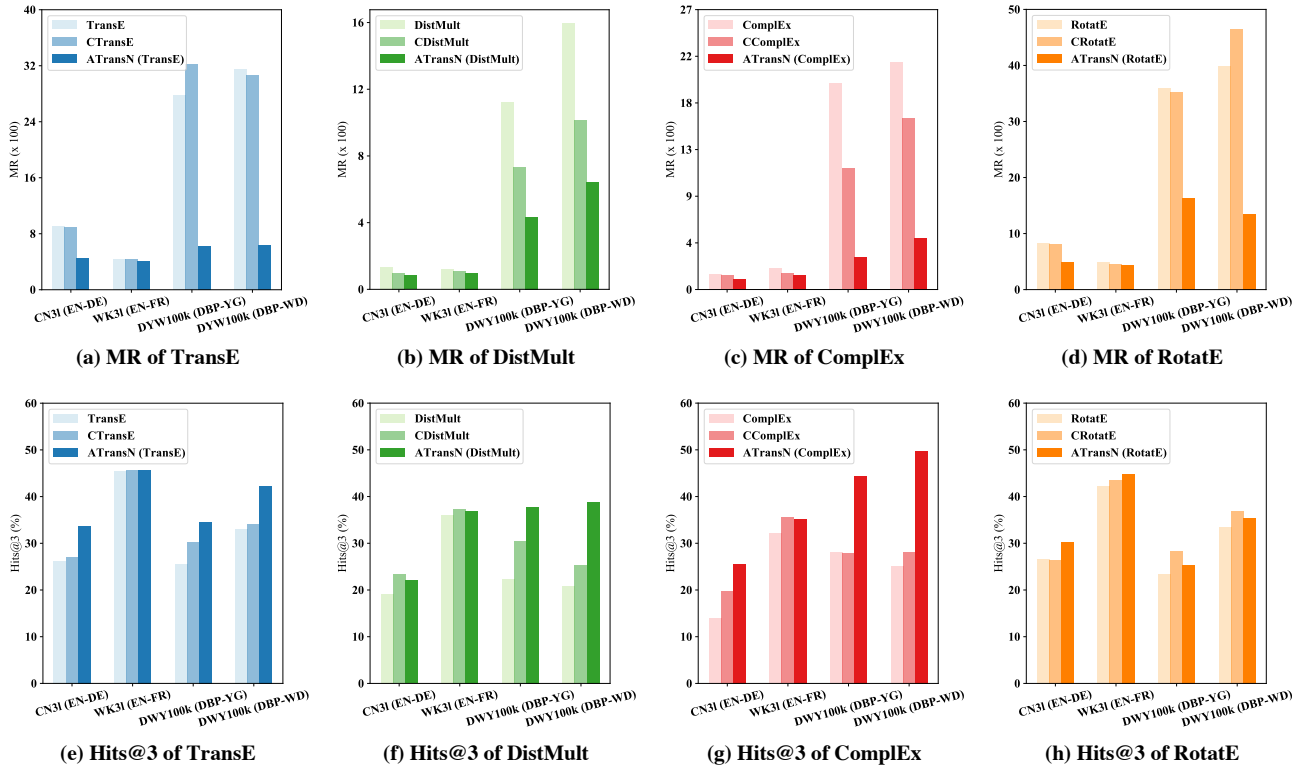 40
32
24
16
8
0
MR (x 100)
TransE
CTransE
ATransN (TransE)
CN3l (EN-DE)
WK3l (EN-FR)
DYW100k (DBP-YG)
DYW100k (DBP-WD)
(a) MR of TransE
16
12
8
4
0
MR (x 100)
DistMult
CDistMult
ATransN (DistMult)
CN3l (EN-DE)
WK3l (EN-FR)
DWY100k (DBP-YG)
DWY100k (DBP-WD)
(b) MR of DistMult
27
22
18
13
9
4
0
MR (x 100)
ComplEx
CComplEx
ATransN (ComplEx)
CN3l (EN-DE)
WK3l (EN-FR)
DWY100k (DBP-YG)
DWY100k (DBP-WD)
(c) MR of ComplEx
50
40
30
20
10
0
MR (x 100)
RotatE
CRotatE
ATransN (RotatE)
CN3l (EN-DE)
WK3l (EN-FR)
DWY100k (DBP-YG)
DWY100k (DBP-WD)
(d) MR of RotatE
60
50
40
30
20
10
0
Hits@3 (%)
TransE
CTransE
ATransN (TransE)
CN3l (EN-DE)
WK3l (EN-FR)
DWY100k (DBP-YG)
DWY100k (DBP-WD)
(e) Hits@3 of TransE
60
50
40
30
20
10
0
Hits@3 (%)
DistMult
CDistMult
ATransN (DistMult)
CN3l (EN-DE)
WK3l (EN-FR)
DWY100k (DBP-YG)
DWY100k (DBP-WD)
(f) Hits@3 of DistMult
60
50
40
30
20
10
0
Hits@3 (%)
ComplEx
CComplEx
ATransN (ComplEx)
CN3l (EN-DE)
WK3l (EN-FR)
DWY100k (DBP-YG)
DWY100k (DBP-WD)
(g) Hits@3 of ComplEx
60
50
40
30
20
10
0
Hits@3 (%)
RotatE
CRotatE
ATransN (RotatE)
CN3l (EN-DE)
WK3l (EN-FR)
DWY100k (DBP-YG)
DWY100k (DBP-WD)
(h) Hits@3 of RotatE